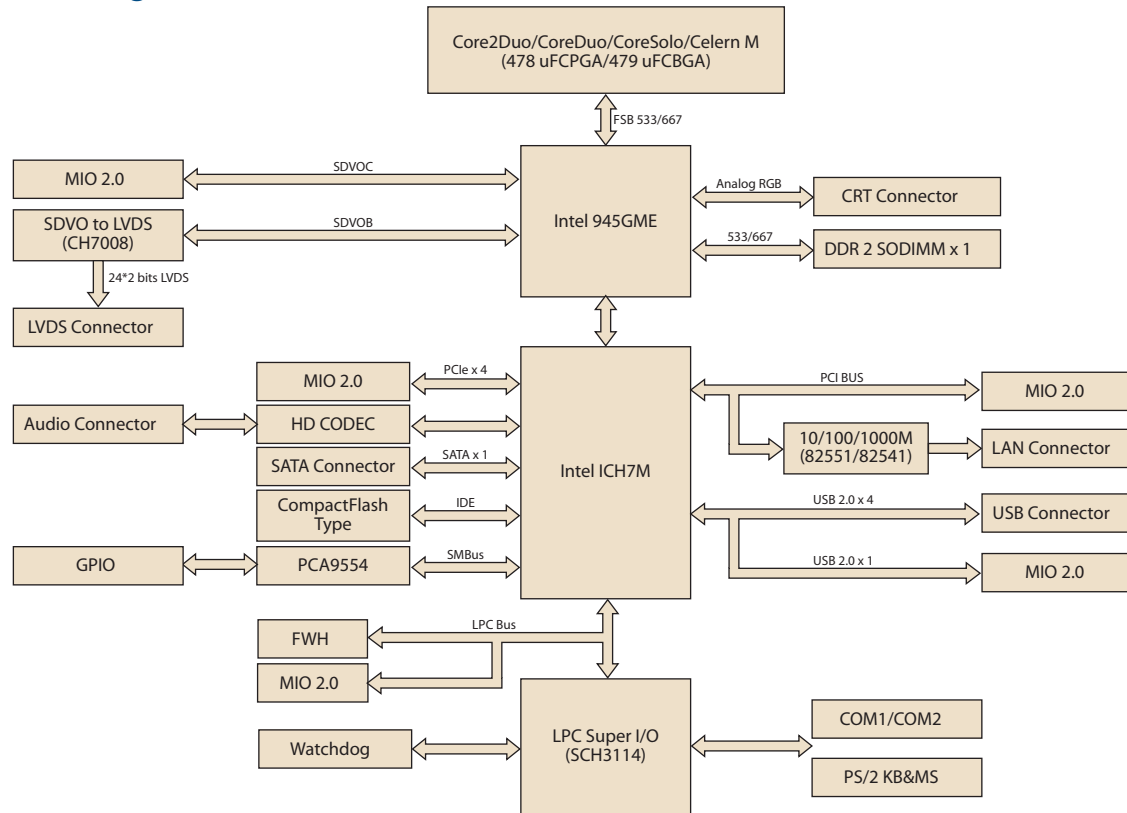 Core2Duo/CoreDuo/CoreSolo/Celern M
(478 uFCPGA/479 uFCBGA)
FSB 533/667
MIO 2.0
SDVOC
SDVO to LVDS
(CH7008)
SDVOB
24*2 bits LVDS
LVDS Connector
Intel 945GME
Analog RGB
CRT Connector
533/667
DDR 2 SODIMM x 1
MIO 2.0
PCIe x 4
Audio Connector
HD CODEC
SATA Connector
SATA x 1
CompactFlash
Type
IDE
GPIO
PCA9554
SMBus
Intel ICH7M
PCI BUS
MIO 2.0
10/100/1000M
(82551/82541)
LAN Connector
USB 2.0 x 4
USB Connector
USB 2.0 x 1
MIO 2.0
LPC Bus
FWH
MIO 2.0
Watchdog
LPC Super I/O
(SCH3114)
COM1/COM2
PS/2 KB&MS